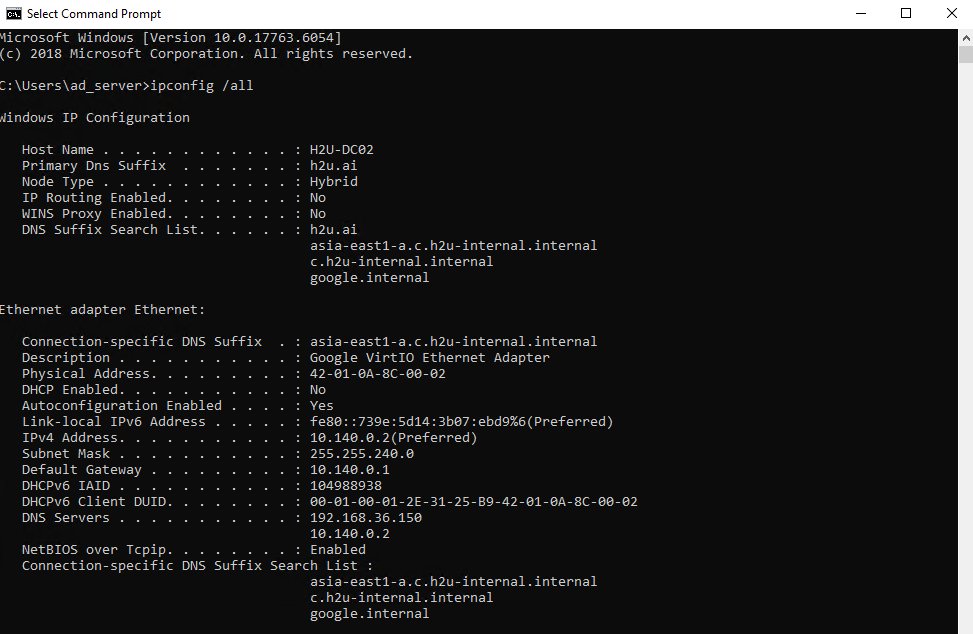 Select Command Prompt
Microsoft Windows [Version 10.0.17763.6054]
(c) 2018 Microsoft Corporation. All rights reserved.
C:\Users\ad_server>ipconfig /all
Windows IP Configuration
Host Name . . . . . . . . . . . . : H2U-DC02
Primary Dns Suffix  . . . . . . . : h2u.ai
Node Type . . . . . . . . . . . . : Hybrid
IP Routing Enabled. . . . . . . . : No
WINS Proxy Enabled. . . . . . . . : No
DNS Suffix Search List. . . . . . : h2u.ai
asia-east1-a.c.h2u-internal.internal
c.h2u-internal.internal
google.internal
Ethernet adapter Ethernet:
Connection-specific DNS Suffix  . : asia-east1-a.c.h2u-internal.internal
Description . . . . . . . . . . . : Google VirtIO Ethernet Adapter
Physical Address. . . . . . . . . : 42-01-0A-8C-00-02
DHCP Enabled. . . . . . . . . . . : No
Autoconfiguration Enabled . . . . : Yes
Link-local IPv6 Address . . . . . : fe80::739e:5d14:3b07:ebd9%6(Preferred)
IPv4 Address. . . . . . . . . . . : 10.140.0.2(Preferred)
Subnet Mask . . . . . . . . . . . : 255.255.240.0
Default Gateway . . . . . . . . . : 10.140.0.1
DHCPv6 IAID . . . . . . . . . . . : 104988938
DHCPv6 Client DUID. . . . . . . . : 00-01-00-01-2E-31-25-B9-42-01-0A-8C-00-02
DNS Servers . . . . . . . . . . . : 192.168.36.150
10.140.0.2
NetBIOS over Tcpip. . . . . . . . : Enabled
Connection-specific DNS Suffix Search List :
asia-east1-a.c.h2u-internal.internal
c.h2u-internal.internal
google.internal